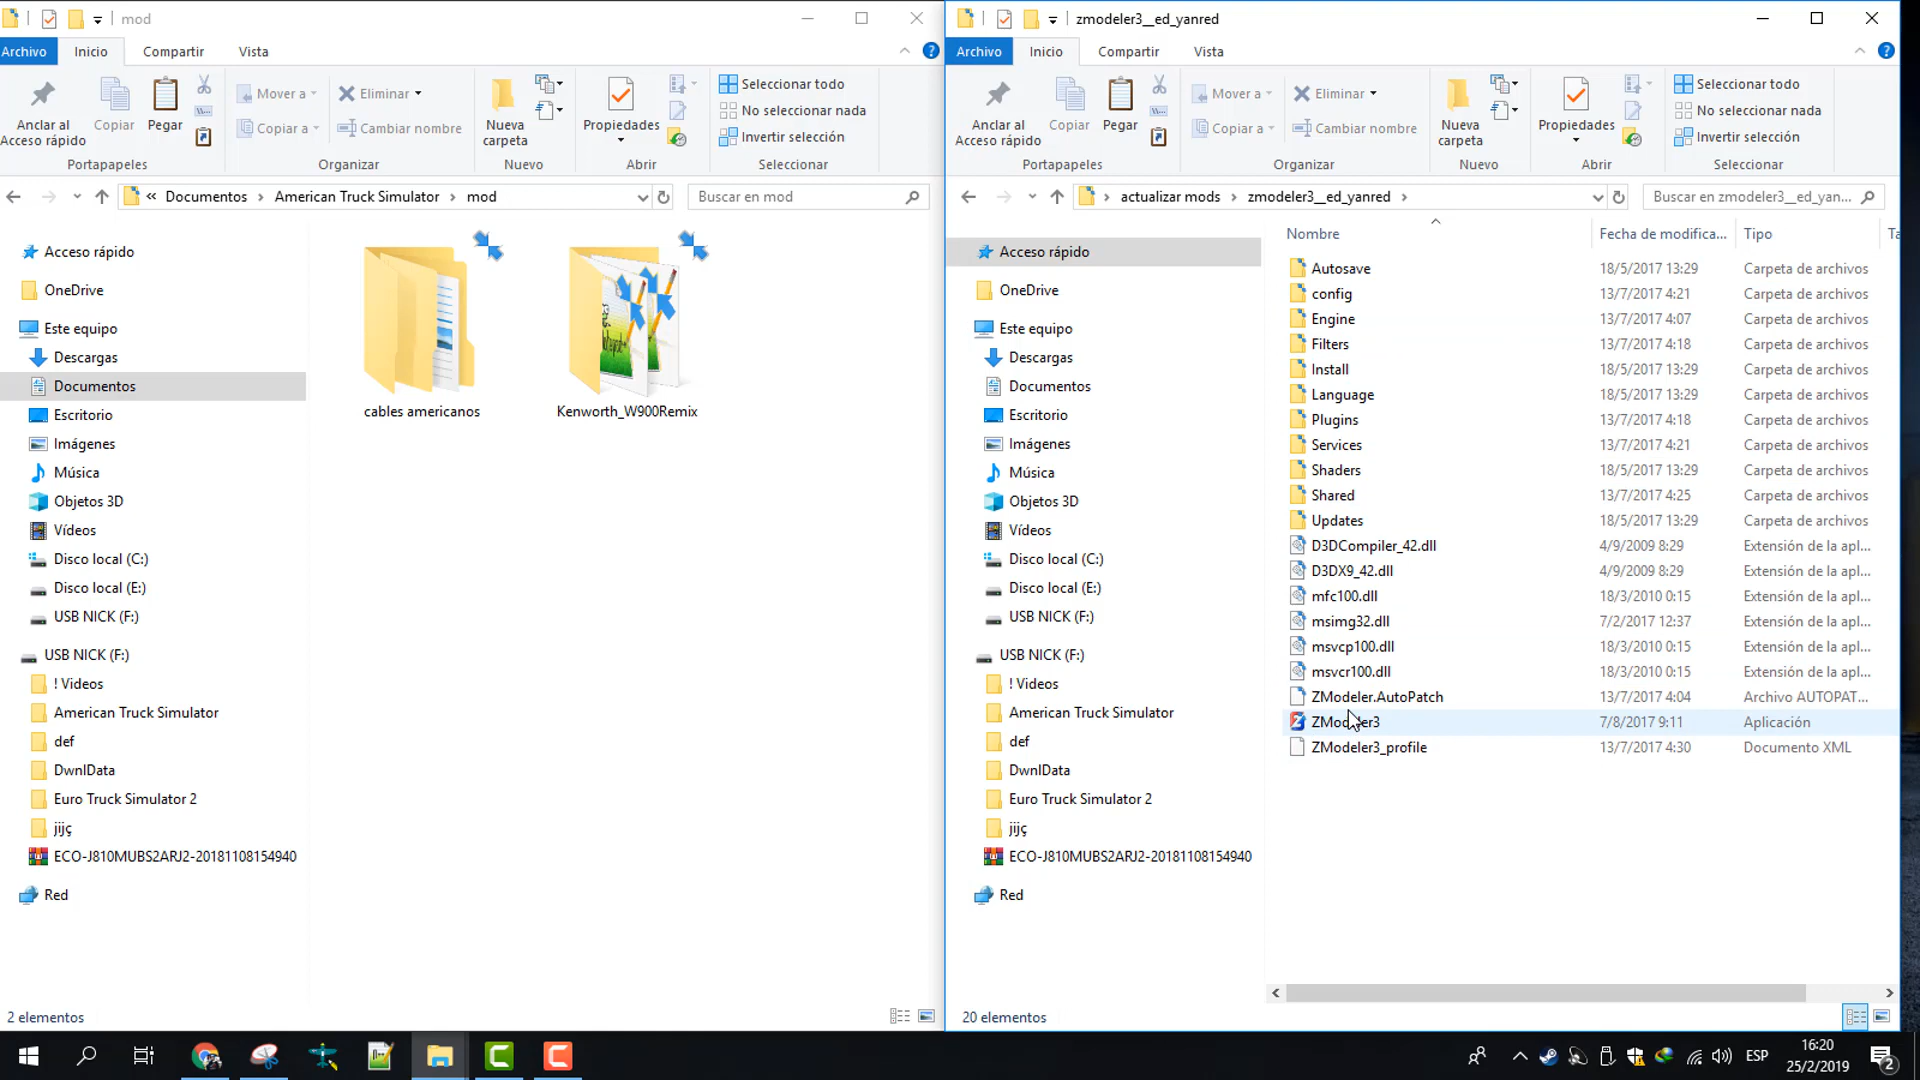 mod
Archivo Inicio Compartir Vista
Anclar al Acceso rápido
Copiar
Pegar
Mover a
Copiar a
Eliminar
Cambiar nombre
Nueva carpeta
Propiedades
Seleccionar todo
No seleccionar nada
Invertir selección
Portapapeles Organizar Nuevo Abrir Seleccionar
« Documentos > American Truck Simulator > mod
Buscar en mod
Acceso rápido
OneDrive
Este equipo
Descargas
Documentos
Escritorio
Imágenes
Música
Objetos 3D
Vídeos
Disco local (C:)
Disco local (E:)
USB NICK (F:)
USB NICK (F:)
! Videos
American Truck Simulator
def
DwnlData
Euro Truck Simulator 2
jijç
ECO-J810MUBS2ARJ2-20181108154940
Red
cables americanos
Kenworth_W900Remix
2 elementos
zmodeler3__ed_yanred
Archivo Inicio Compartir Vista
Anclar al Acceso rápido
Copiar
Pegar
Mover a
Copiar a
Eliminar
Cambiar nombre
Nueva carpeta
Propiedades
Seleccionar todo
No seleccionar nada
Invertir selección
Portapapeles Organizar Nuevo Abrir Seleccionar
> actualizar mods > zmodeler3__ed_yanred >
Buscar en zmodeler3__ed_yan...
Acceso rápido
OneDrive
Este equipo
Descargas
Documentos
Escritorio
Imágenes
Música
Objetos 3D
Vídeos
Disco local (C:)
Disco local (E:)
USB NICK (F:)
USB NICK (F:)
! Videos
American Truck Simulator
def
DwnlData
Euro Truck Simulator 2
jijç
ECO-J810MUBS2ARJ2-20181108154940
Red
Nombre Fecha de modifica... Tipo Ta
Autosave 18/5/2017 13:29 Carpeta de archivos
config 13/7/2017 4:21 Carpeta de archivos
Engine 13/7/2017 4:07 Carpeta de archivos
Filters 13/7/2017 4:18 Carpeta de archivos
Install 18/5/2017 13:29 Carpeta de archivos
Language 18/5/2017 13:29 Carpeta de archivos
Plugins 13/7/2017 4:18 Carpeta de archivos
Services 13/7/2017 4:21 Carpeta de archivos
Shaders 18/5/2017 13:29 Carpeta de archivos
Shared 13/7/2017 4:25 Carpeta de archivos
Updates 18/5/2017 13:29 Carpeta de archivos
D3DCompiler_42.dll 4/9/2009 8:29 Extensión de la apl...
D3DX9_42.dll 4/9/2009 8:29 Extensión de la apl...
mfc100.dll 18/3/2010 0:15 Extensión de la apl...
msimg32.dll 7/2/2017 12:37 Extensión de la apl...
msvcp100.dll 18/3/2010 0:15 Extensión de la apl...
msvcr100.dll 18/3/2010 0:15 Extensión de la apl...
ZModeler.AutoPatch 13/7/2017 4:04 Archivo AUTOPAT...
ZModeler3 7/8/2017 9:11 Aplicación
ZModeler3_profile 13/7/2017 4:30 Documento XML
20 elementos
ESP
16:20
25/2/2019
2